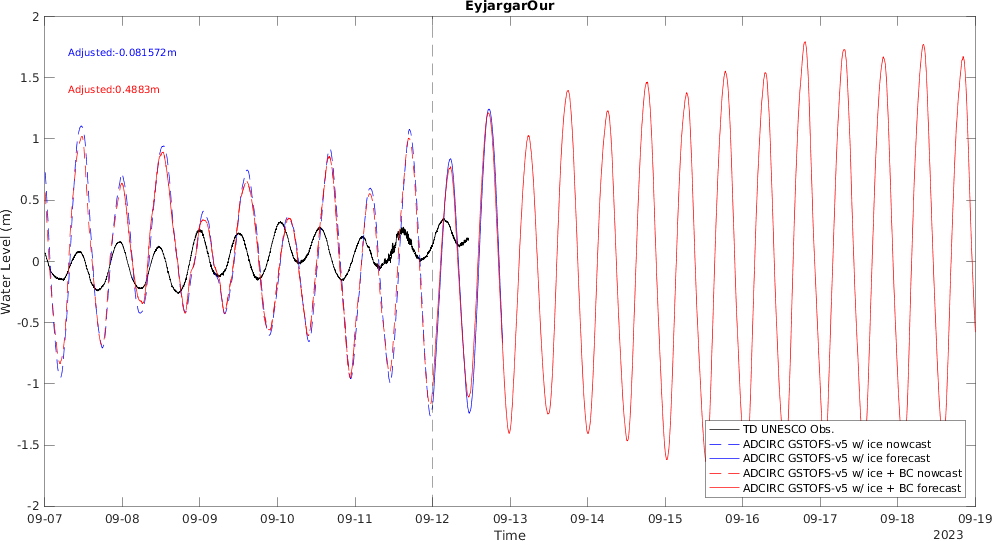 EyjargarOur
2
1.5
1
0.5
0
-0.5
-1
-1.5
-2
Water Level (m)
Adjusted:-0.081572m
Adjusted:0.4883m
TD UNESCO Obs.
ADCIRC GSTOFS-v5 w/ ice nowcast
ADCIRC GSTOFS-v5 w/ ice forecast
ADCIRC GSTOFS-v5 w/ ice + BC nowcast
ADCIRC GSTOFS-v5 w/ ice + BC forecast
09-07 09-08 09-09 09-10 09-11 09-12 09-13 09-14 09-15 09-16 09-17 09-18 09-19
Time
2023